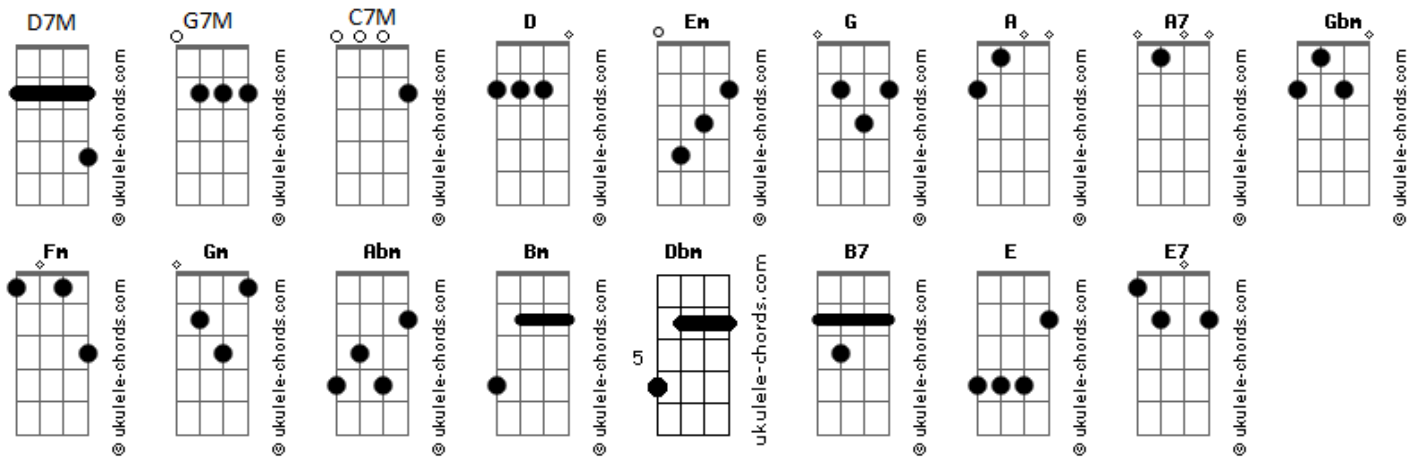 D7M G7M C7M D Em G A A7 Gbm
© ukulele-chords.com © ukulele-chords.com © ukulele-chords.com © ukulele-chords.com © ukulele-chords.com © ukulele-chords.com © ukulele-chords.com © ukulele-chords.com © ukulele-chords.com
Fm Gm Abm Bm Dbm B7 E E7
5
© ukulele-chords.com © ukulele-chords.com © ukulele-chords.com © ukulele-chords.com ukulele-chords.com © ukulele-chords.com © ukulele-chords.com © ukulele-chords.com